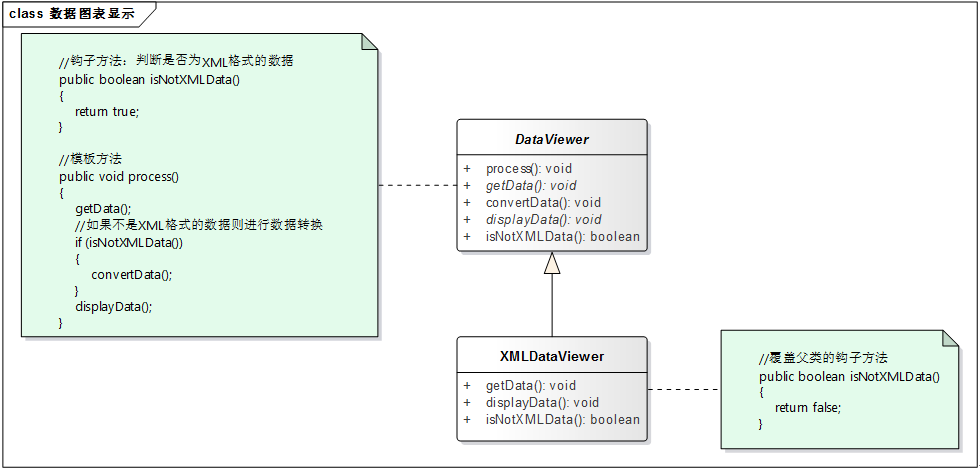 class 数据图表显示
//钩子方法：判断是否为XML格式的数据
public boolean isNotXMLData()
{
return true;
}
//模板方法
public void process()
{
getData();
//如果不是XML格式的数据则进行数据转换
if (isNotXMLData())
{
convertData();
}
displayData();
}
DataViewer
+ process(): void
+ getData(): void
+ convertData(): void
+ displayData(): void
+ isNotXMLData(): boolean
XMLDataViewer
+ getData(): void
+ displayData(): void
+ isNotXMLData(): boolean
//覆盖父类的钩子方法
public boolean isNotXMLData()
{
return false;
}